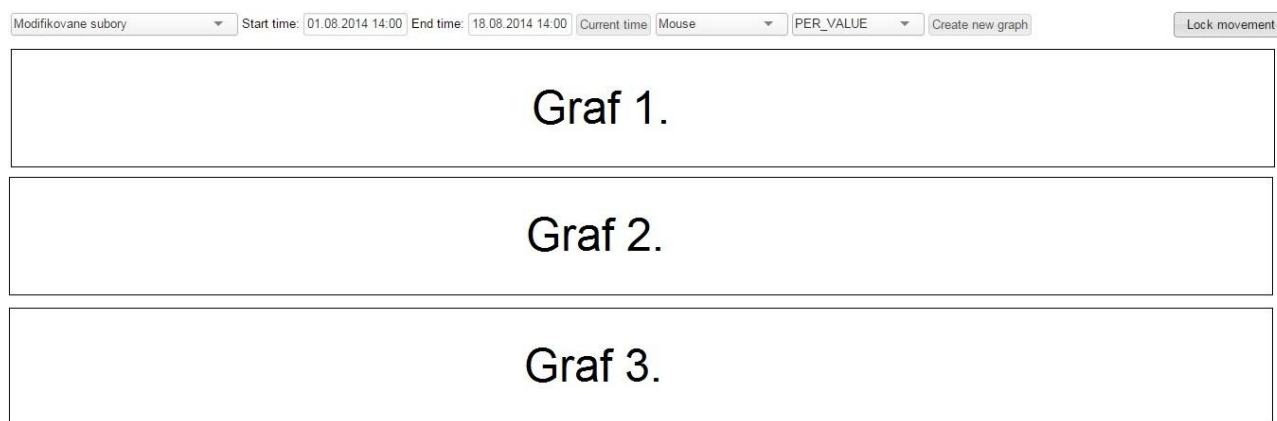 Modifikovane subory Start time: 01.08.2014 14:00 End time: 18.08.2014 14:00 Current time Mouse PER_VALUE Create new graph Lock movement
Graf 1.
Graf 2.
Graf 3.